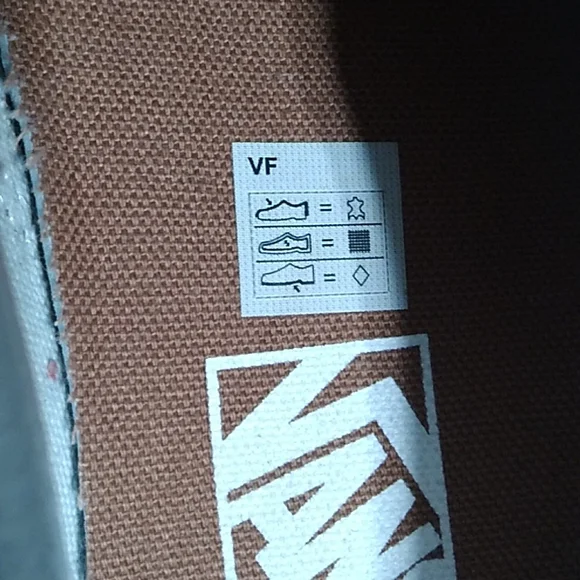 VF
=
=
=
VANS